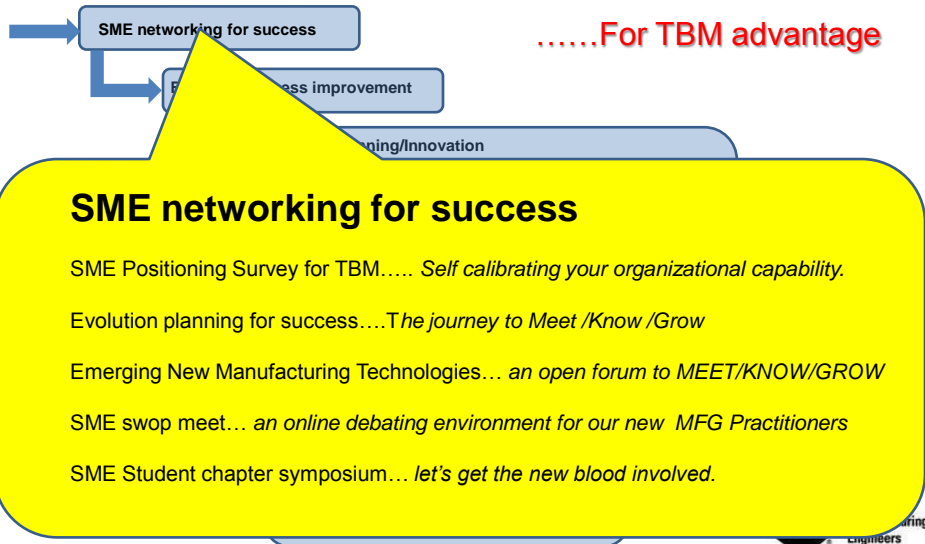 SME networking for success
……For TBM advantage
ess improvement
ning/Innovation
SME networking for success
SME Positioning Survey for TBM….. Self calibrating your organizational capability.
Evolution planning for success….The journey to Meet /Know /Grow
Emerging New Manufacturing Technologies… an open forum to MEET/KNOW/GROW
SME swop meet… an online debating environment for our new MFG Practitioners
SME Student chapter symposium… let's get the new blood involved.
Engineers